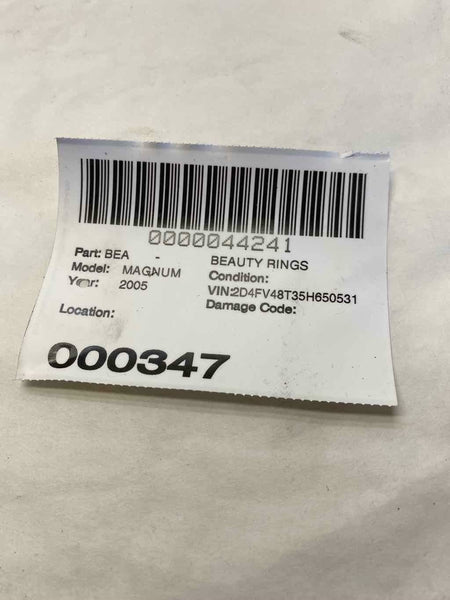 0000044241
Part: BEA - BEAUTY RINGS
Model: MAGNUM Condition:
Year: 2005 VIN:2D4FV48T35H650531
Location: Damage Code:
000347